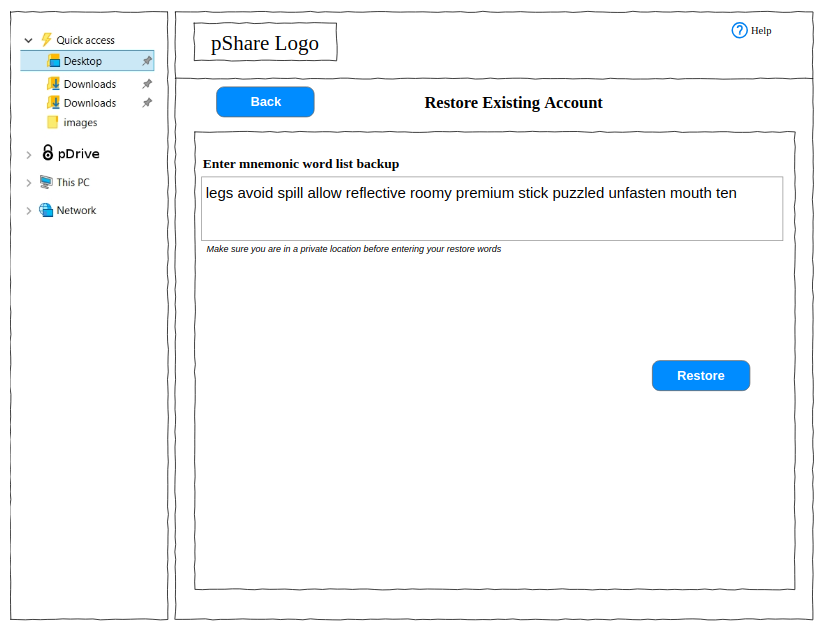 Quick access
Desktop
Downloads
Downloads
images
pDrive
This PC
Network
pShare Logo
? Help
Back
Restore Existing Account
Enter mnemonic word list backup
legs avoid spill allow reflective roomy premium stick puzzled unfasten mouth ten
Make sure you are in a private location before entering your restore words
Restore